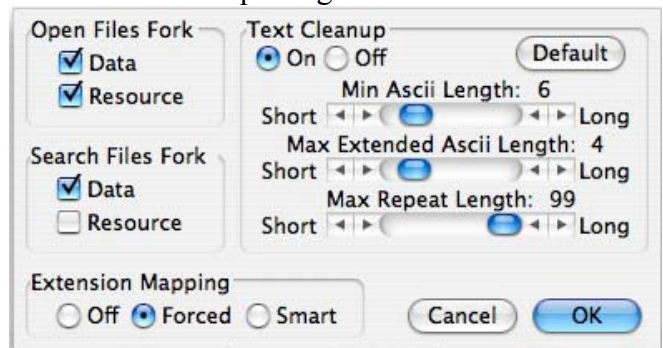 Open Files Fork
Data
Resource
Search Files Fork
Data
Resource
Text Cleanup
On Off
Default
Min Ascii Length: 6
Short Long
Max Extended Ascii Length: 4
Short Long
Max Repeat Length: 99
Short Long
Extension Mapping
Off Forced Smart
Cancel OK